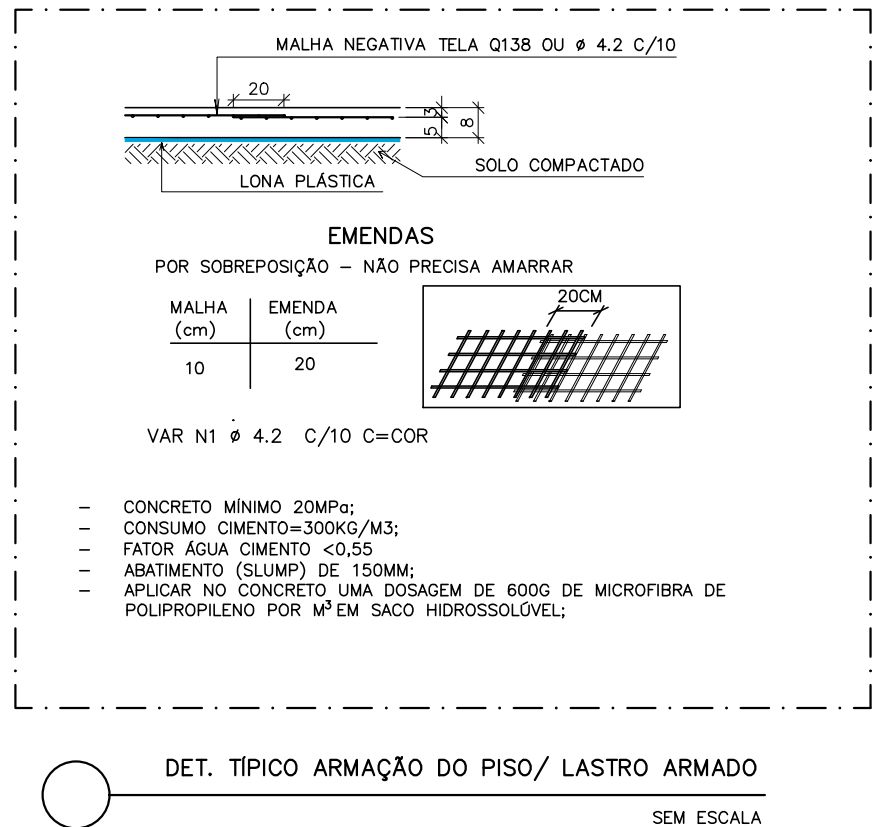 MALHA NEGATIVA TELA Q138 OU ø 4.2 C/10
20
3
5
8
SOLO COMPACTADO
LONA PLÁSTICA
EMENDAS
POR SOBREPOSIÇÃO – NÃO PRECISA AMARRAR
20CM
MALHA EMENDA
(cm) (cm)
10 20
VAR N1 ø 4.2 C/10 C=COR
– CONCRETO MÍNIMO 20MPa;
– CONSUMO CIMENTO=300KG/M3;
– FATOR ÁGUA CIMENTO <0,55
– ABATIMENTO (SLUMP) DE 150MM;
– APLICAR NO CONCRETO UMA DOSAGEM DE 600G DE MICROFIBRA DE
POLIPROPILENO POR M³ EM SACO HIDROSSOLÚVEL;
DET. TÍPICO ARMAÇÃO DO PISO/ LASTRO ARMADO
SEM ESCALA